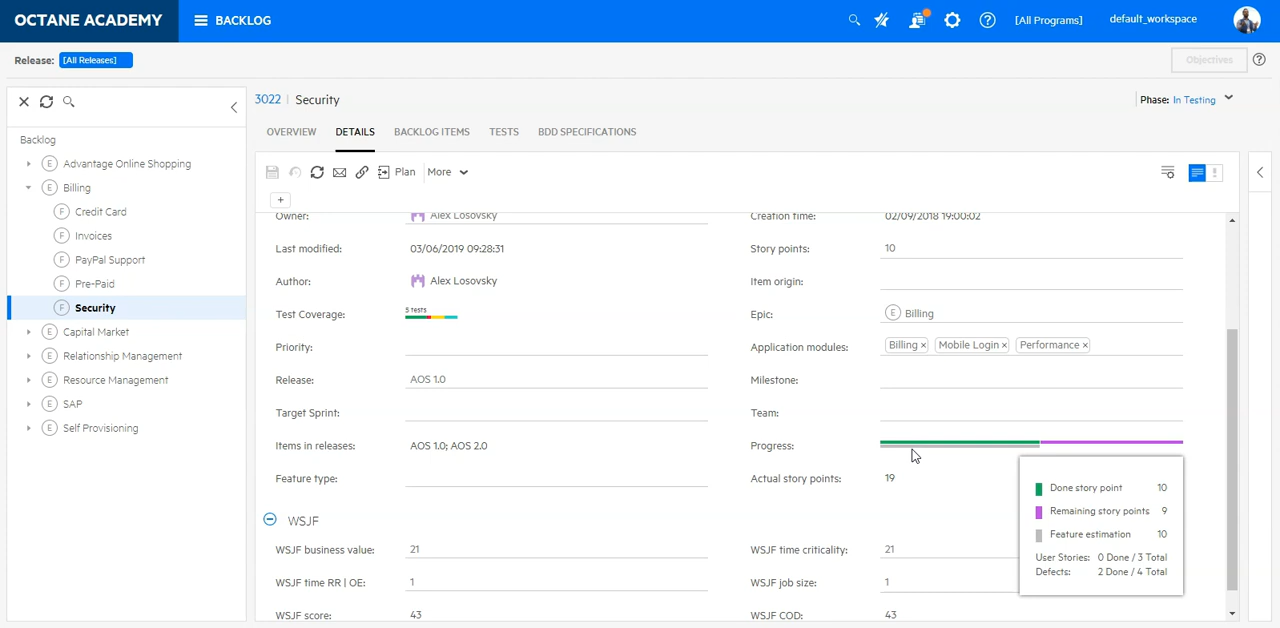 OCTANE ACADEMY
BACKLOG
[All Programs]
default_workspace
Release: [All Releases]
Objectives
Backlog
E Advantage Online Shopping
E Billing
F Credit Card
F Invoices
F PayPal Support
F Pre-Paid
F Security
E Capital Market
E Relationship Management
E Resource Management
E SAP
E Self Provisioning
3022 | Security
Phase: In Testing
OVERVIEW DETAILS BACKLOG ITEMS TESTS BDD SPECIFICATIONS
Plan More
Owner: Alex Losovsky
Creation time: 02/09/2018 19:00:02
Last modified: 03/06/2019 09:28:31
Story points: 10
Author: Alex Losovsky
Item origin:
Test Coverage: 5 TESTS
Epic: E Billing
Priority:
Application modules: Billing × Mobile Login × Performance ×
Release: AOS 1.0
Milestone:
Target Sprint:
Team:
Items in releases: AOS 1.0; AOS 2.0
Progress:
Feature type:
Actual story points: 19
Done story point 10
Remaining story points 9
Feature estimation 10
User Stories: 0 Done / 3 Total
Defects: 2 Done / 4 Total
WSJF
WSJF business value: 21
WSJF time criticality: 21
WSJF time RR | OE: 1
WSJF job size: 1
WSJF score: 43
WSJF COD: 43